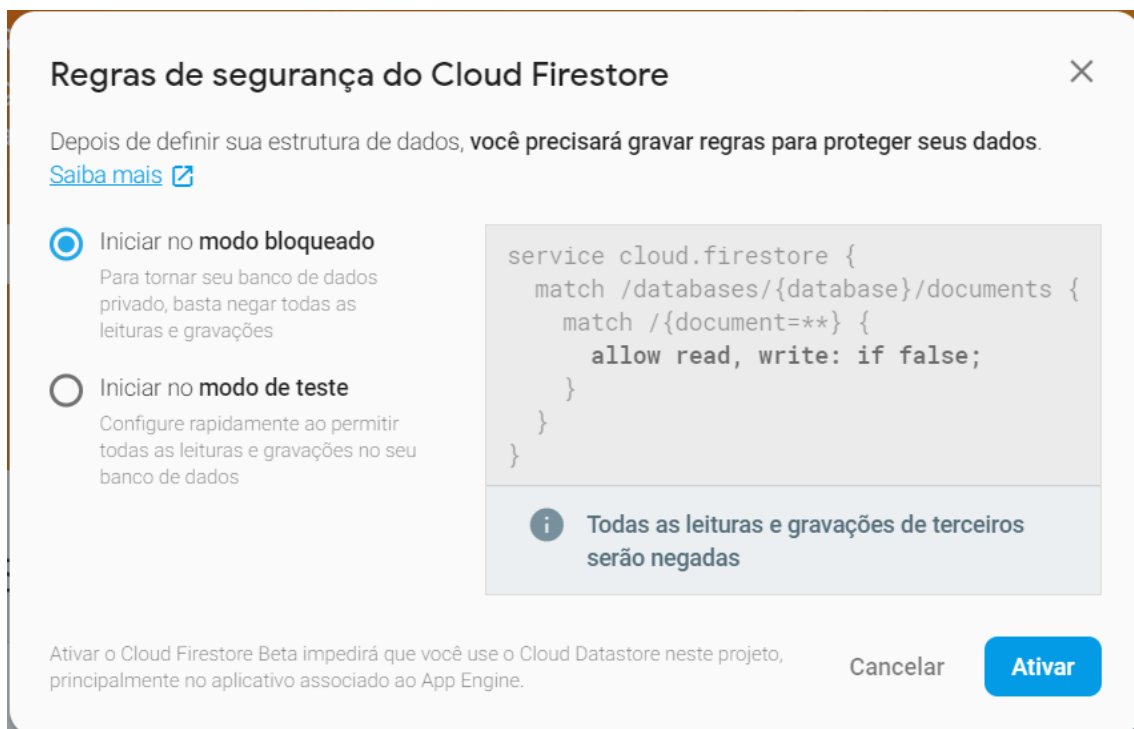 Regras de segurança do Cloud Firestore
Depois de definir sua estrutura de dados, você precisará gravar regras para proteger seus dados.
Saiba mais
Iniciar no modo bloqueado
Para tornar seu banco de dados
privado, basta negar todas as
leituras e gravações
Iniciar no modo de teste
Configure rapidamente ao permitir
todas as leituras e gravações no seu
banco de dados
service cloud.firestore {
  match /databases/{database}/documents {
    match /{document=**} {
      allow read, write: if false;
    }
  }
}
Todas as leituras e gravações de terceiros
serão negadas
Ativar o Cloud Firestore Beta impedirá que você use o Cloud Datastore neste projeto,
principalmente no aplicativo associado ao App Engine.
Cancelar
Ativar